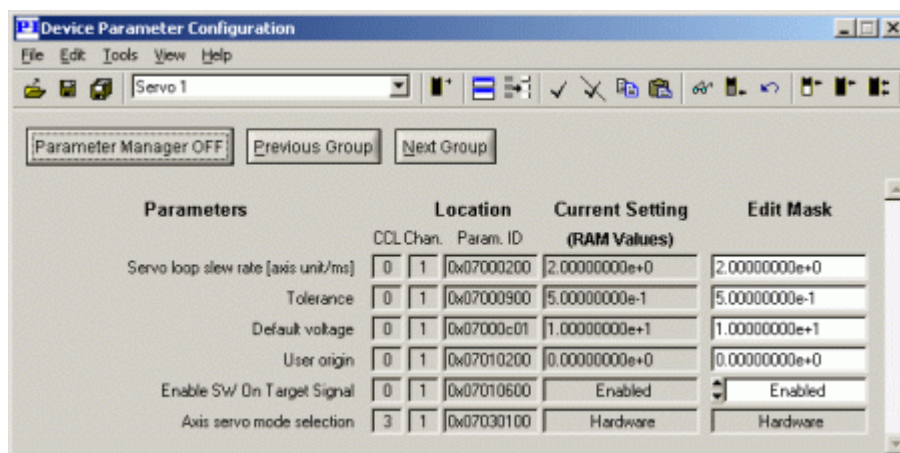 Device Parameter Configuration
File Edit Tools View Help
Servo 1
Parameter Manager OFF Previous Group Next Group
Parameters Location Current Setting Edit Mask
CCL Chan. Param. ID (RAM Values)
Servo loop slew rate [axis unit/ms] 0 1 0x07000200 2.00000000e+0 2.00000000e+0
Tolerance 0 1 0x07000900 5.00000000e-1 5.00000000e-1
Default voltage 0 1 0x07000c01 1.00000000e+1 1.00000000e+1
User origin 0 1 0x07010200 0.00000000e+0 0.00000000e+0
Enable SW On Target Signal 0 1 0x07010600 Enabled Enabled
Axis servo mode selection 3 1 0x07030100 Hardware Hardware